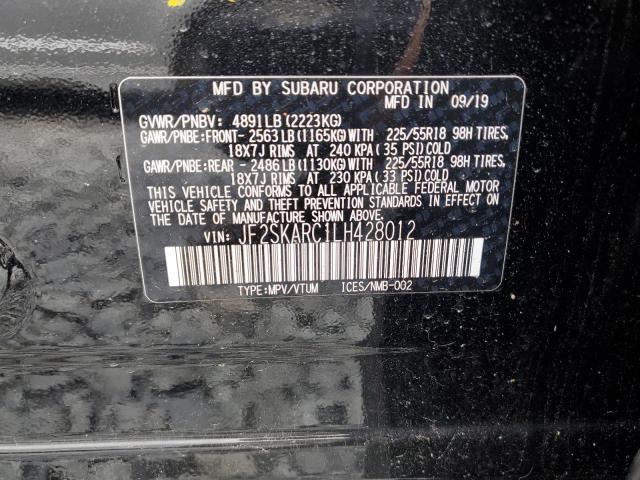 MFD BY SUBARU CORPORATION
MFD IN 09/19
GVWR/PNBV: 4891LB(2223KG)
GAWR/PNBE:FRONT-2563LB(1165KG)WITH 225/55R18 98H TIRES,
18X7J RIMS AT 240 KPA(35 PSI)COLD
GAWR/PNBE:REAR -2486LB(1130KG)WITH 225/55R18 98H TIRES,
18X7J RIMS AT 230 KPA(33 PSI)COLD
THIS VEHICLE CONFORMS TO ALL APPLICABLE FEDERAL MOTOR
VEHICLE SAFETY AND THEFT PREVENTION STANDARDS IN EFFECT ON
THE DATE OF MANUFACTURE SHOWN ABOVE.
VIN: JF2SKARC1LH428012
TYPE:MPV/VTUM ICES/NMB-002